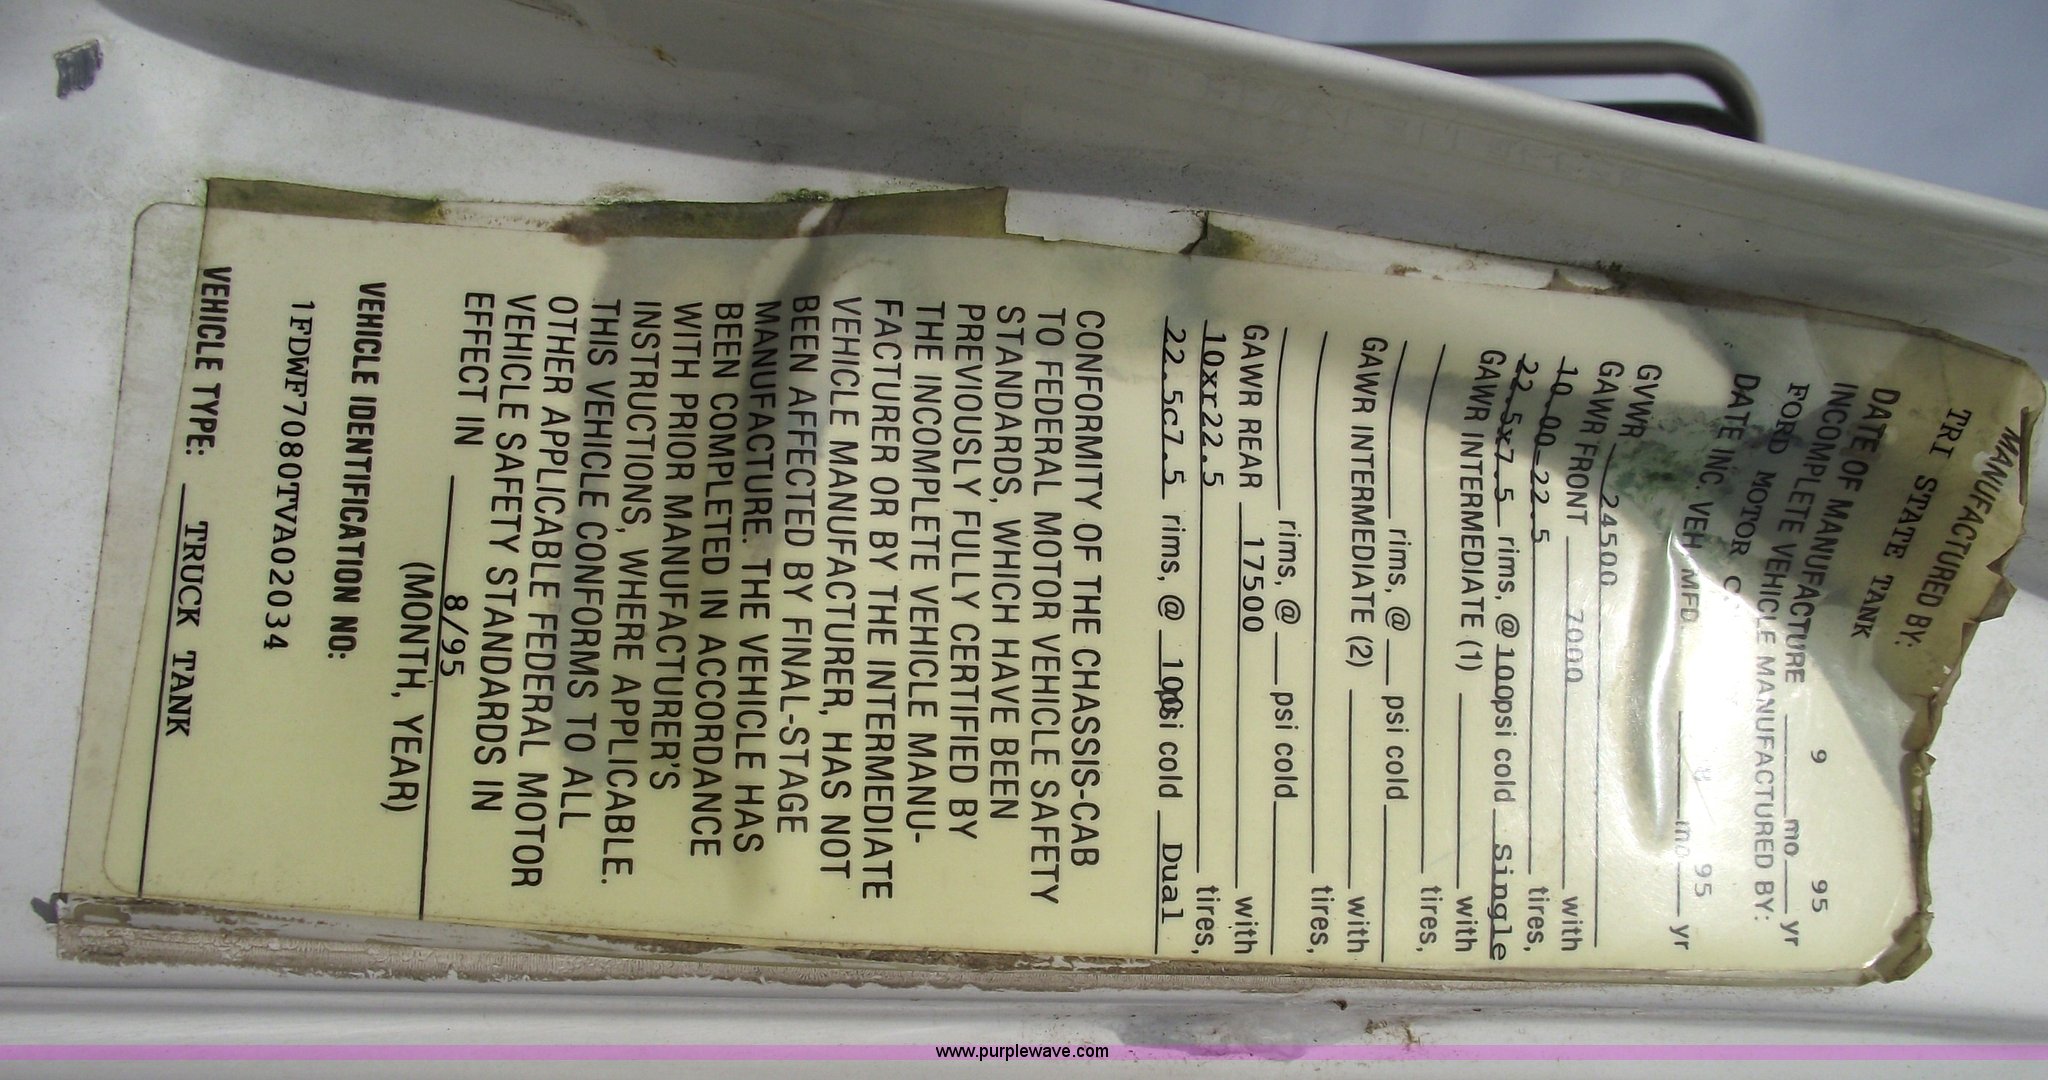 MANUFACTURED BY:
TRI STATE TANK
DATE OF MANUFACTURE 9 mo 95 yr
INCOMPLETE VEHICLE MANUFACTURED BY:
FORD MOTOR
DATE INC. VEH MFD mo 95 yr
GVWR 24500
GAWR FRONT 7000 with
10.00-22.5 tires,
22.5x7.5 rims, @ 100psi cold Single
GAWR INTERMEDIATE (1) with
tires,
rims, @ psi cold
GAWR INTERMEDIATE (2) with
tires,
rims, @ psi cold
GAWR REAR 17500 with
10xr22.5 tires,
22.5c7.5 rims, @ 100psi cold Dual
CONFORMITY OF THE CHASSIS-CAB
TO FEDERAL MOTOR VEHICLE SAFETY
STANDARDS, WHICH HAVE BEEN
PREVIOUSLY FULLY CERTIFIED BY
THE INCOMPLETE VEHICLE MANU-
FACTURER OR BY THE INTERMEDIATE
VEHICLE MANUFACTURER, HAS NOT
BEEN AFFECTED BY FINAL-STAGE
MANUFACTURE. THE VEHICLE HAS
BEEN COMPLETED IN ACCORDANCE
WITH PRIOR MANUFACTURER'S
INSTRUCTIONS, WHERE APPLICABLE.
THIS VEHICLE CONFORMS TO ALL
OTHER APPLICABLE FEDERAL MOTOR
VEHICLE SAFETY STANDARDS IN
EFFECT IN 8/95
(MONTH, YEAR)
VEHICLE IDENTIFICATION NO:
1FDWF7080TVA02034
VEHICLE TYPE: TRUCK TANK
www.purplewave.com